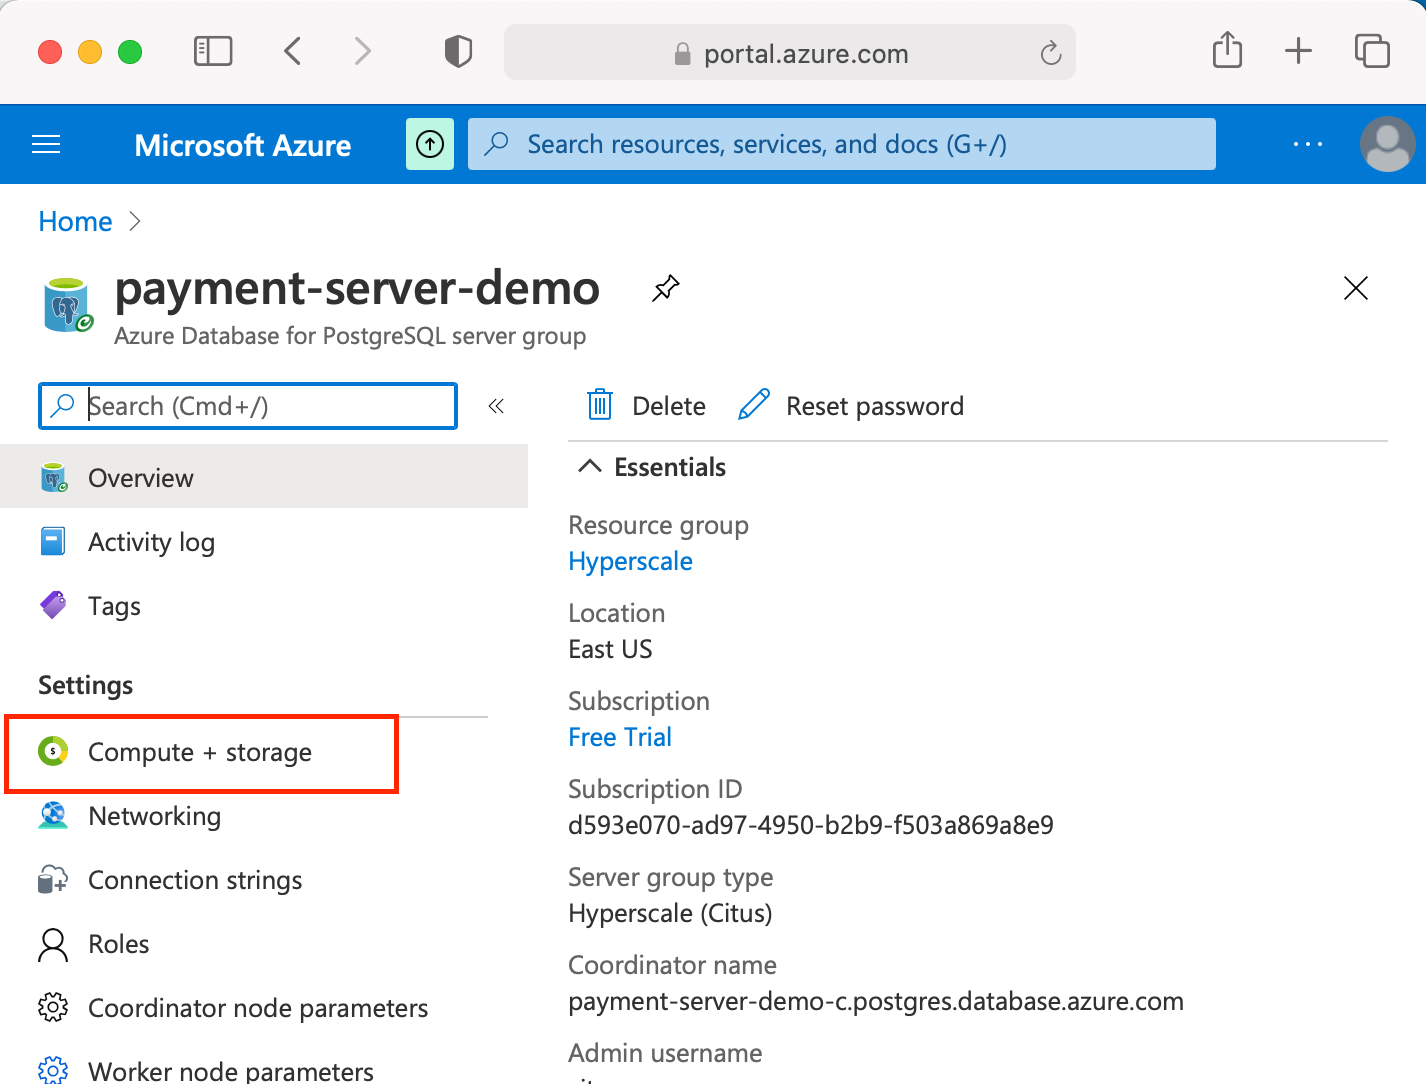 portal.azure.com
Microsoft Azure
Search resources, services, and docs (G+/)
Home
payment-server-demo
Azure Database for PostgreSQL server group
Search (Cmd+/)
Overview
Activity log
Tags
Settings
Compute + storage
Networking
Connection strings
Roles
Coordinator node parameters
Worker node parameters
Delete
Reset password
Essentials
Resource group
Hyperscale
Location
East US
Subscription
Free Trial
Subscription ID
d593e070-ad97-4950-b2b9-f503a869a8e9
Server group type
Hyperscale (Citus)
Coordinator name
payment-server-demo-c.postgres.database.azure.com
Admin username